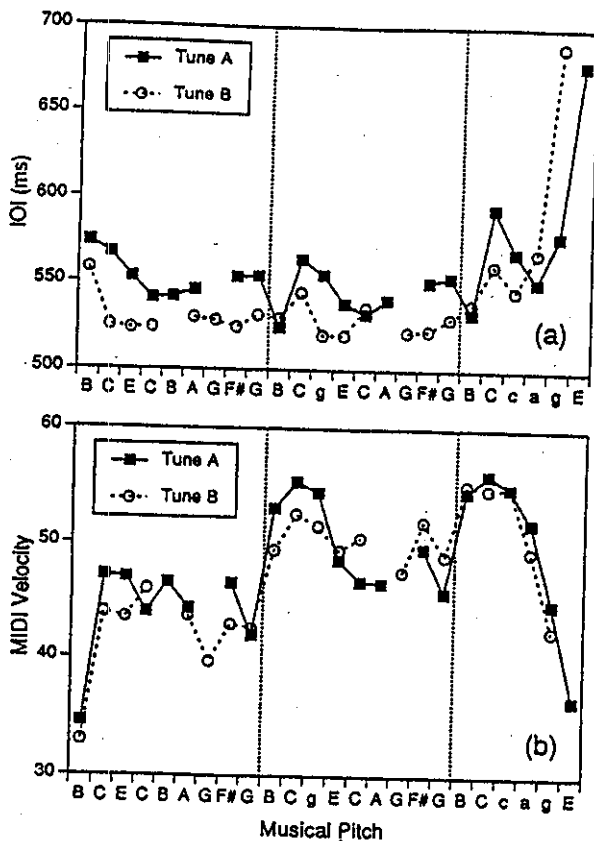 700
650
600
550
500
IOI (ms)
Tune A
Tune B
(a)
B C E C B A G F# G B C g E C A G F# G B C c a g E
60
50
40
30
MIDI Velocity
Tune A
Tune B
(b)
B C E C B A G F# G B C g E C A G F# G B C c a g E
Musical Pitch